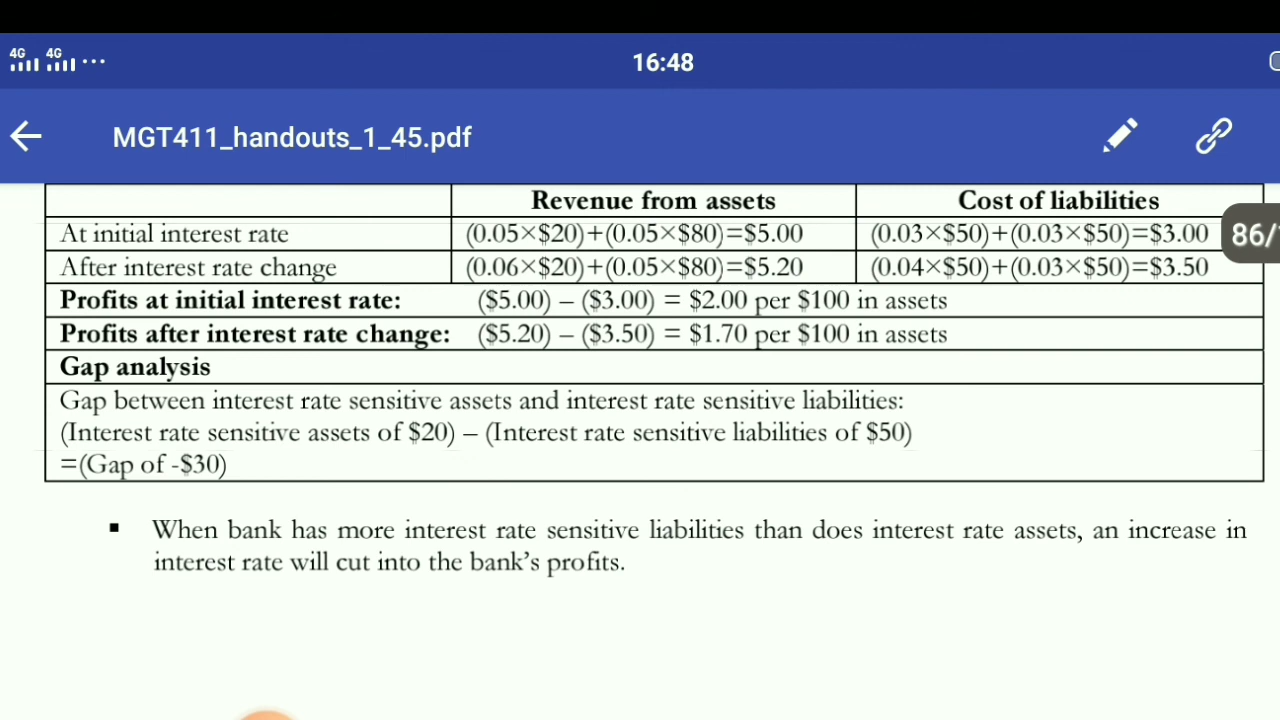 4G 4G ... 16:48
MGT411_handouts_1_45.pdf
Revenue from assets Cost of liabilities
At initial interest rate (0.05×$20)+(0.05×$80)=$5.00 (0.03×$50)+(0.03×$50)=$3.00
86/
After interest rate change (0.06×$20)+(0.05×$80)=$5.20 (0.04×$50)+(0.03×$50)=$3.50
Profits at initial interest rate: ($5.00) – ($3.00) = $2.00 per $100 in assets
Profits after interest rate change: ($5.20) – ($3.50) = $1.70 per $100 in assets
Gap analysis
Gap between interest rate sensitive assets and interest rate sensitive liabilities:
(Interest rate sensitive assets of $20) – (Interest rate sensitive liabilities of $50)
=(Gap of -$30)
▪ When bank has more interest rate sensitive liabilities than does interest rate assets, an increase in
interest rate will cut into the bank's profits.